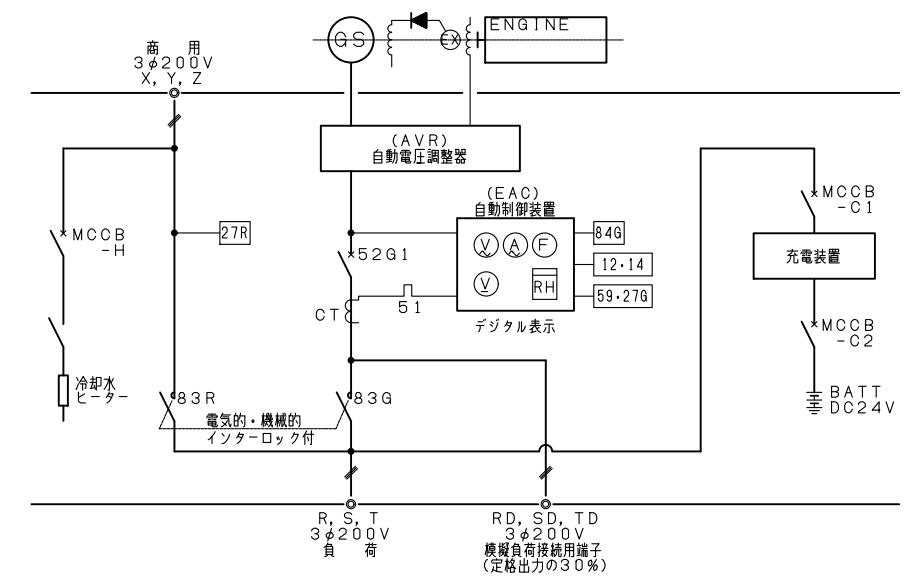 GS
EX
ENGINE
商用
3φ200V
X, Y, Z
(AVR)
自動電圧調整器
(EAC)
自動制御装置
27R
MCCB
-H
52G1
V
A
F
V
RH
84G
12・14
59・27G
MCCB
-C1
充電装置
CT
51
デジタル表示
MCCB
-C2
冷却水
ヒーター
83R
83G
電気的・機械的
インターロック付
BATT
DC24V
R, S, T
3φ200V
負荷
RD, SD, TD
3φ200V
模擬負荷接続用端子
(定格出力の30%)